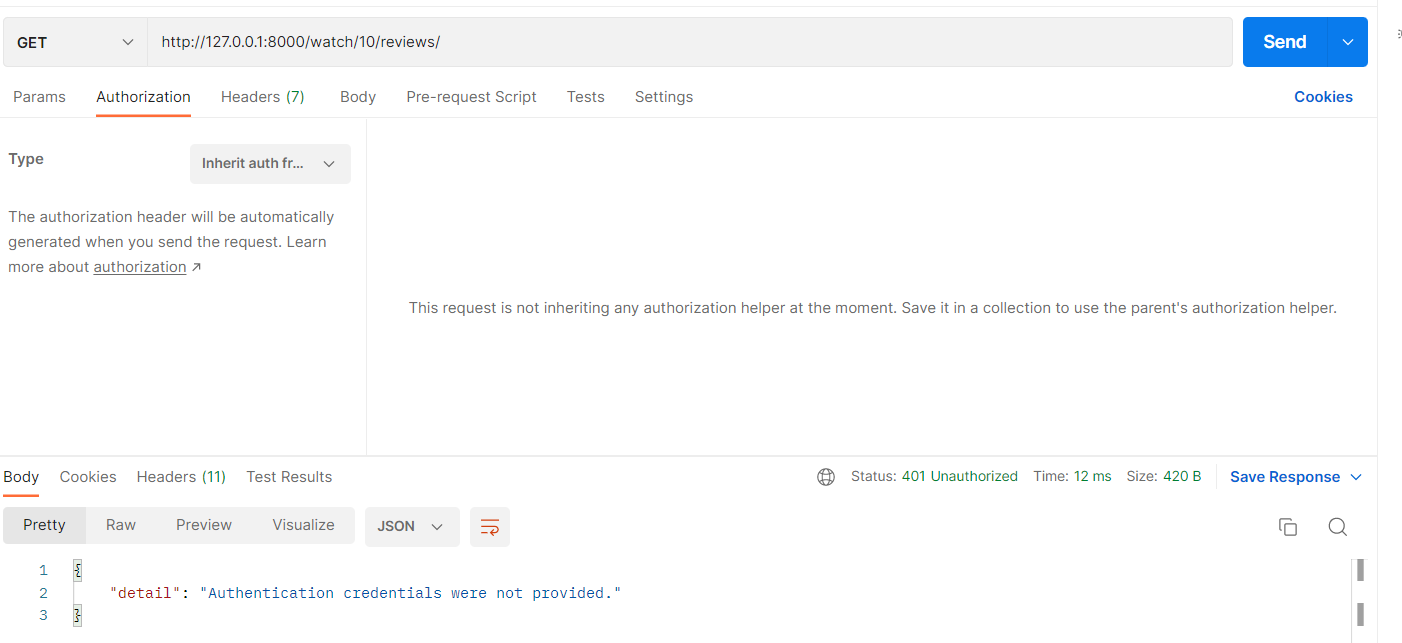 GET
http://127.0.0.1:8000/watch/10/reviews/
Send
Params
Authorization
Headers (7)
Body
Pre-request Script
Tests
Settings
Cookies
Type
Inherit auth fr...
The authorization header will be automatically
generated when you send the request. Learn
more about authorization ↗
This request is not inheriting any authorization helper at the moment. Save it in a collection to use the parent's authorization helper.
Body
Cookies
Headers (11)
Test Results
Status: 401 Unauthorized
Time: 12 ms
Size: 420 B
Save Response
Pretty
Raw
Preview
Visualize
JSON
1 {
2 "detail": "Authentication credentials were not provided."
3 }